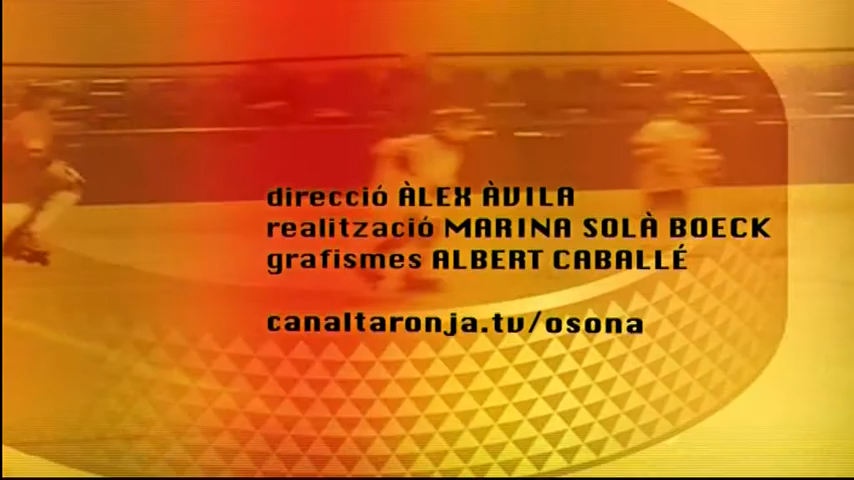 direcció ÀLEX ÀVILA
realització MARINA SOLÀ BOECK
grafismes ALBERT CABALLÉ
canaltaronja.tv/osona